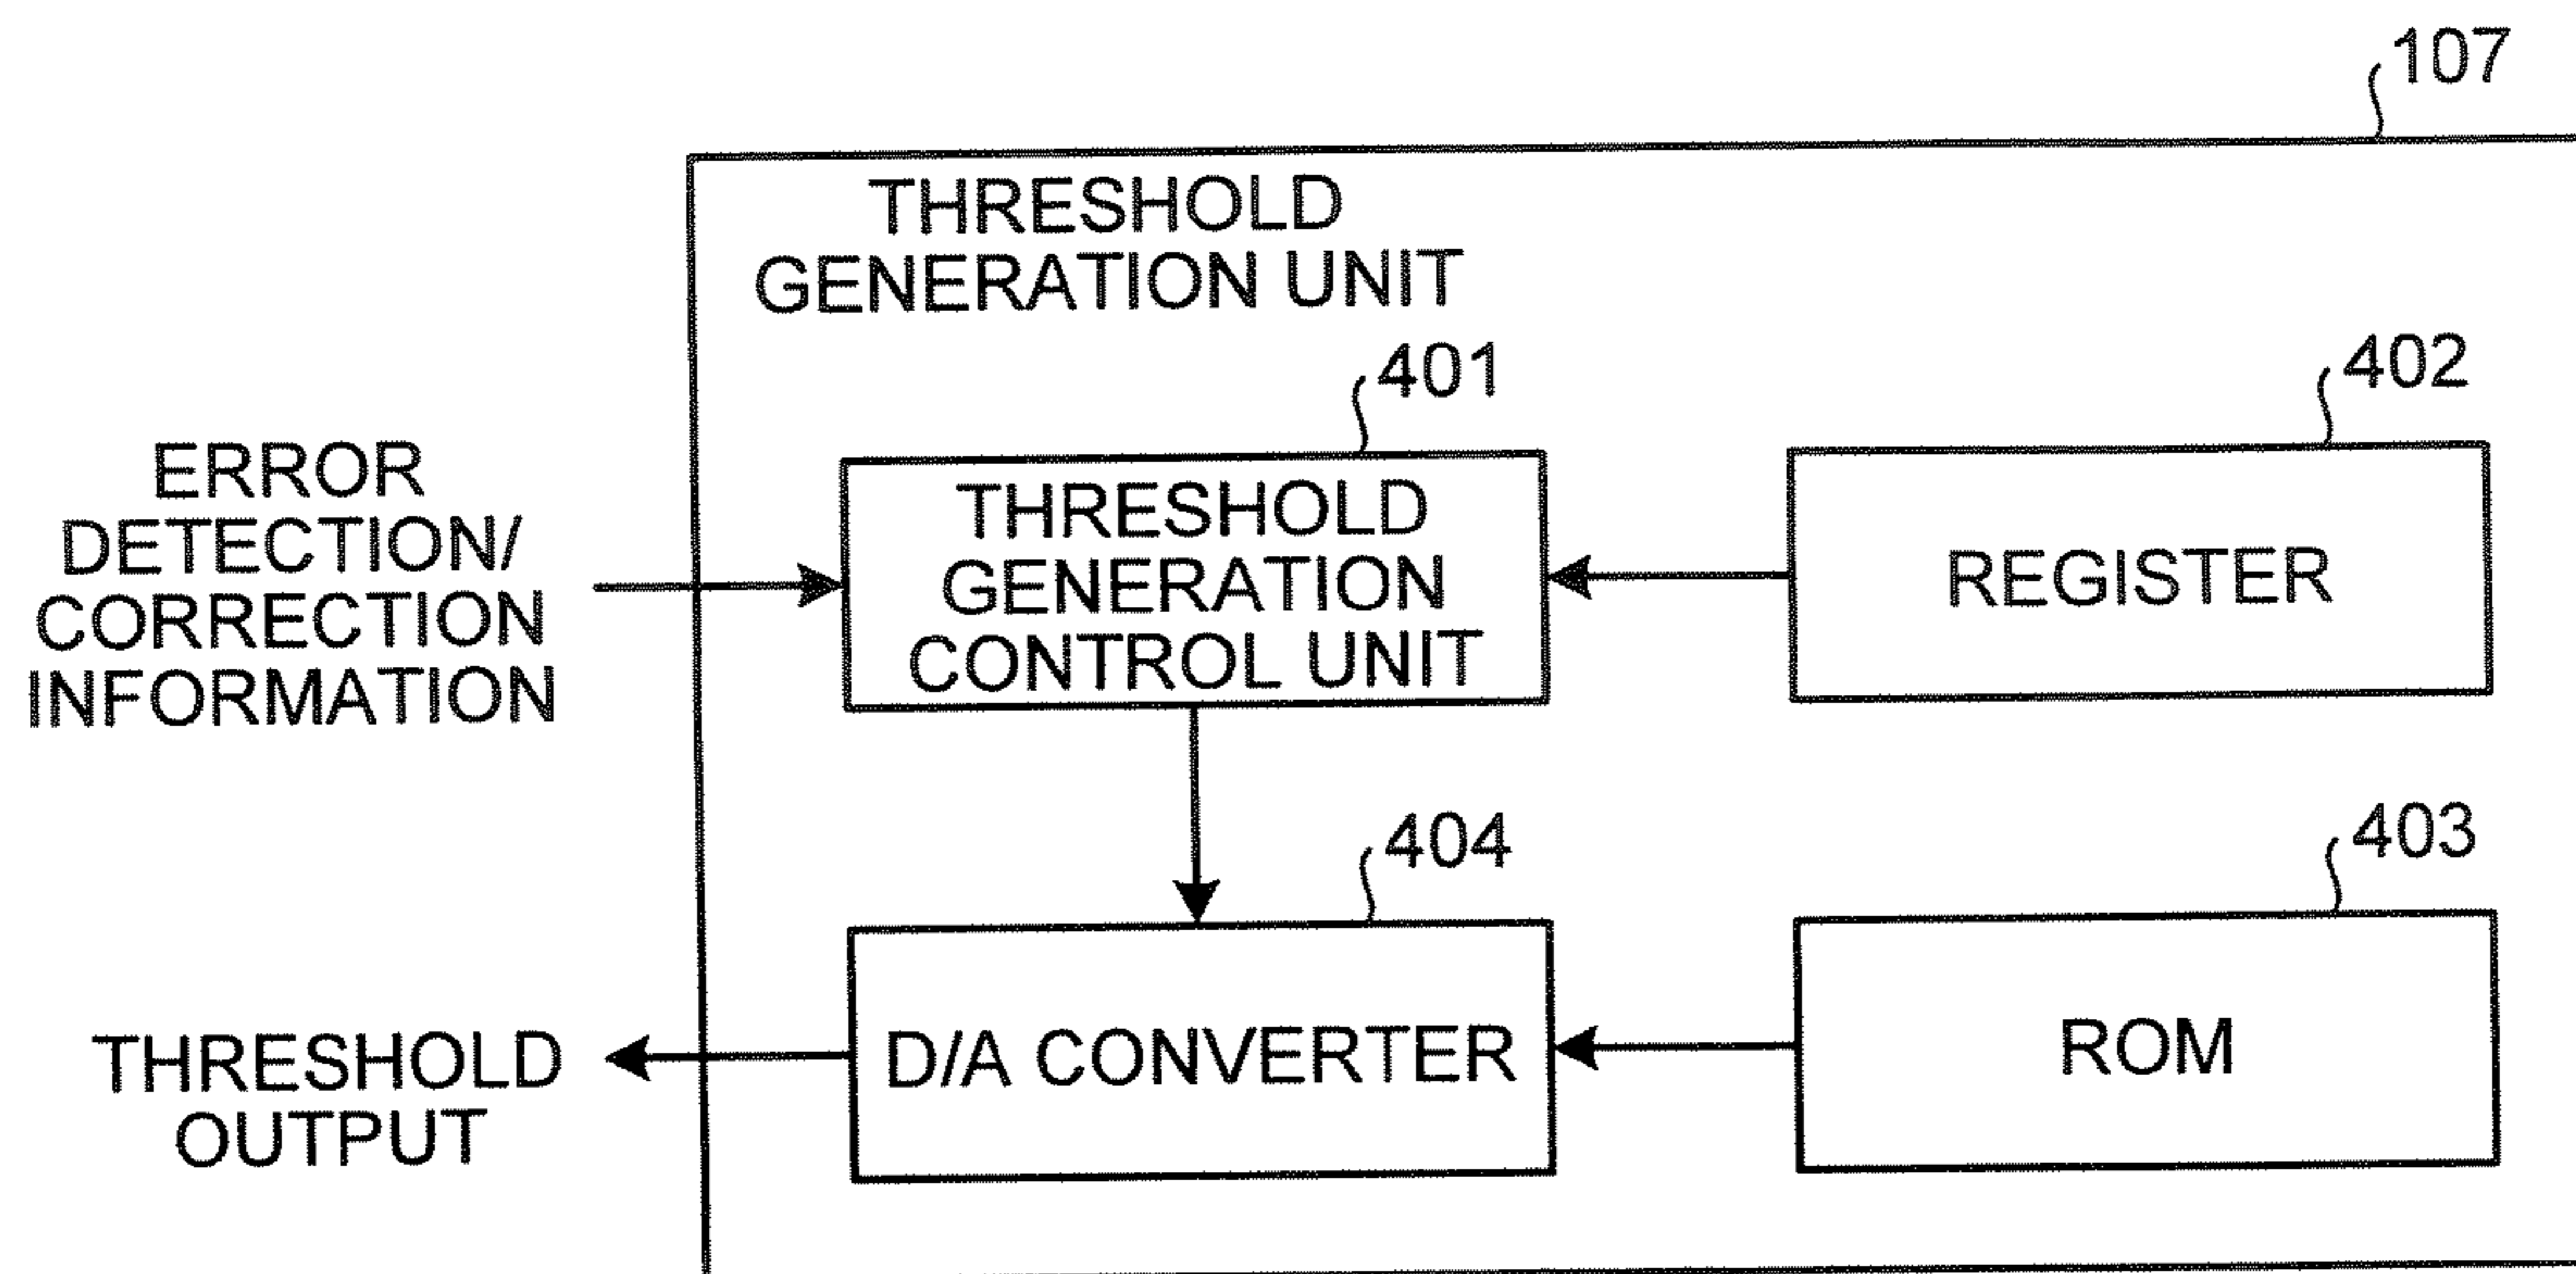 107
THRESHOLD
GENERATION UNIT
401
402
ERROR
DETECTION/
CORRECTION
INFORMATION
THRESHOLD
GENERATION
CONTROL UNIT
REGISTER
404
403
THRESHOLD
OUTPUT
D/A CONVERTER
ROM